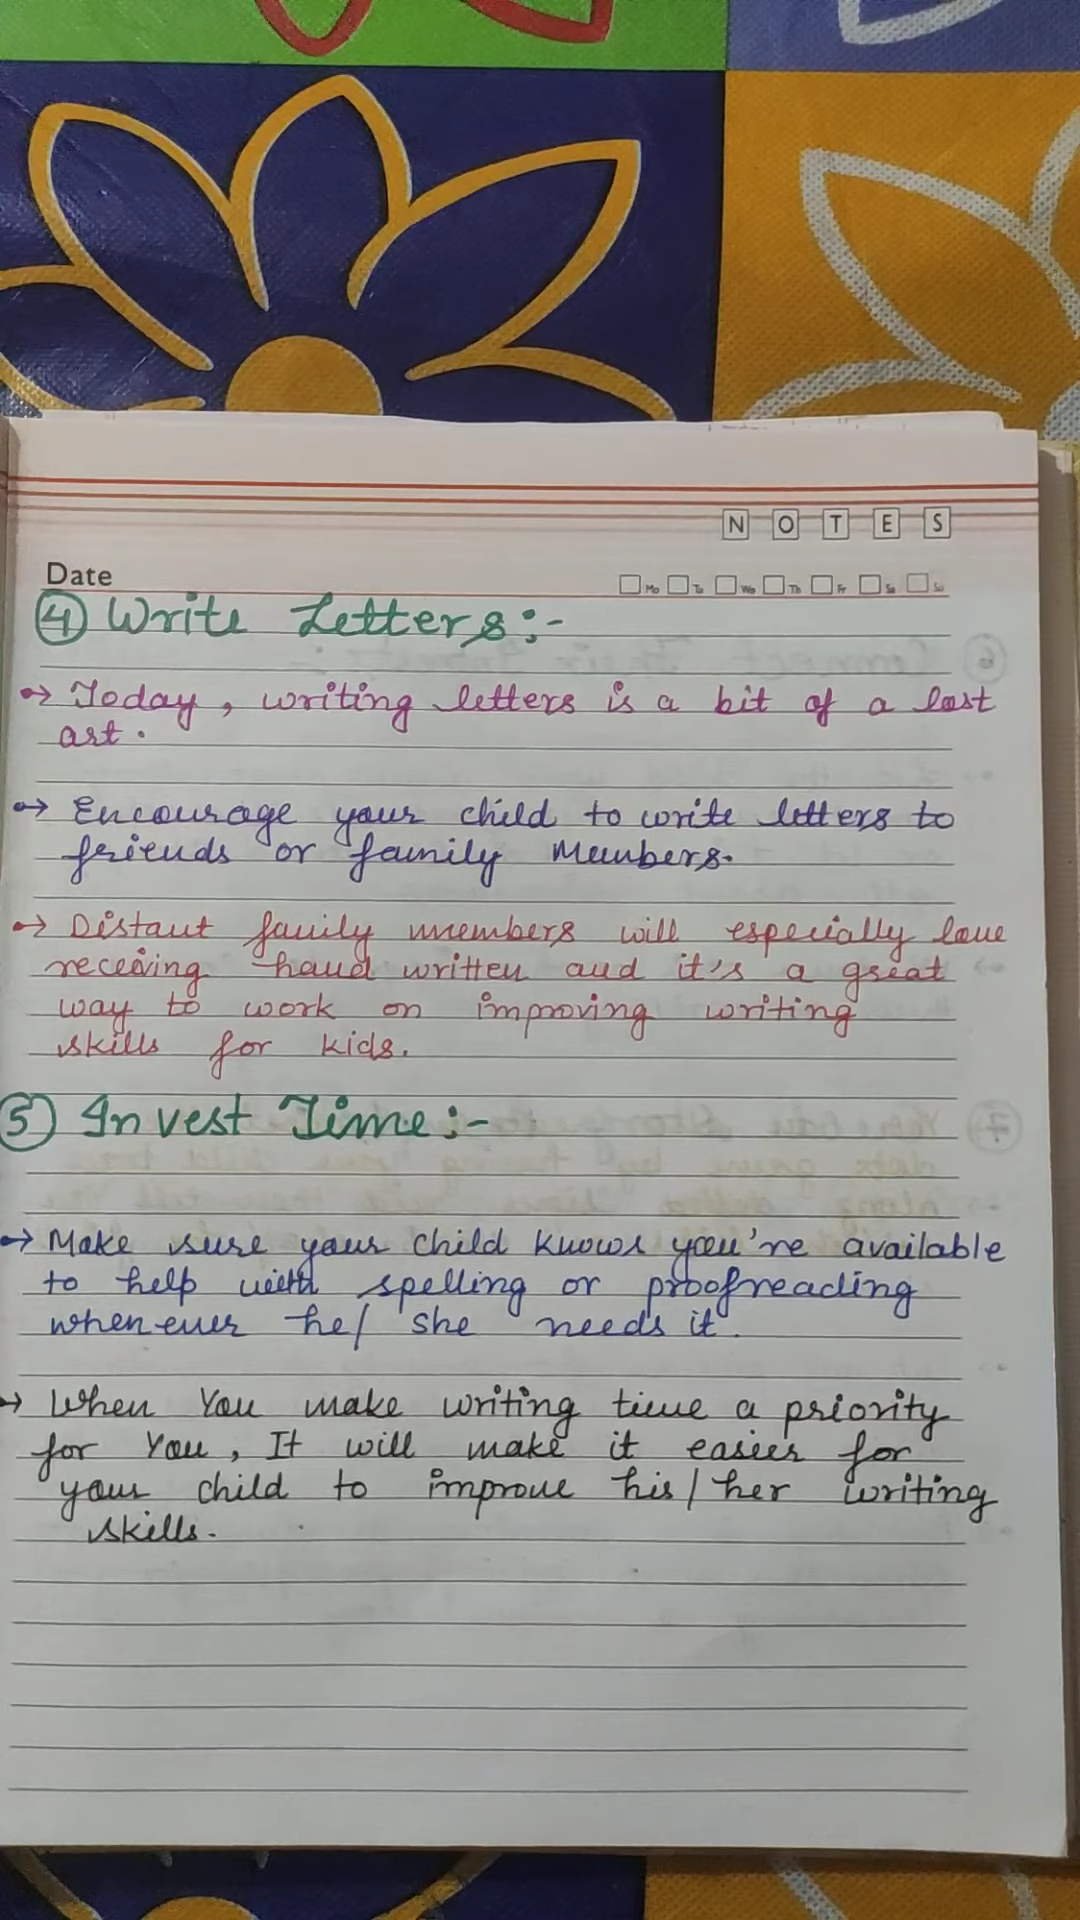 N O T E S
Date
Mo Tu We Th Fr Sa Su
④ Write Letters:-
→ Today, writing letters is a bit of a lost
art.
→ Encourage your child to write letters to
friends or family Members.
→ Distant family members will especially love
receiving hand written and it's a great
way to work on improving writing
skills for kids.
⑤ Invest Time:-
→ Make sure your child knows you're available
to help with spelling or proofreading
whenever he/ she needs it.
→ When You make writing time a priority
for You, It will make it easier for
your child to improve his/her writing
skills.